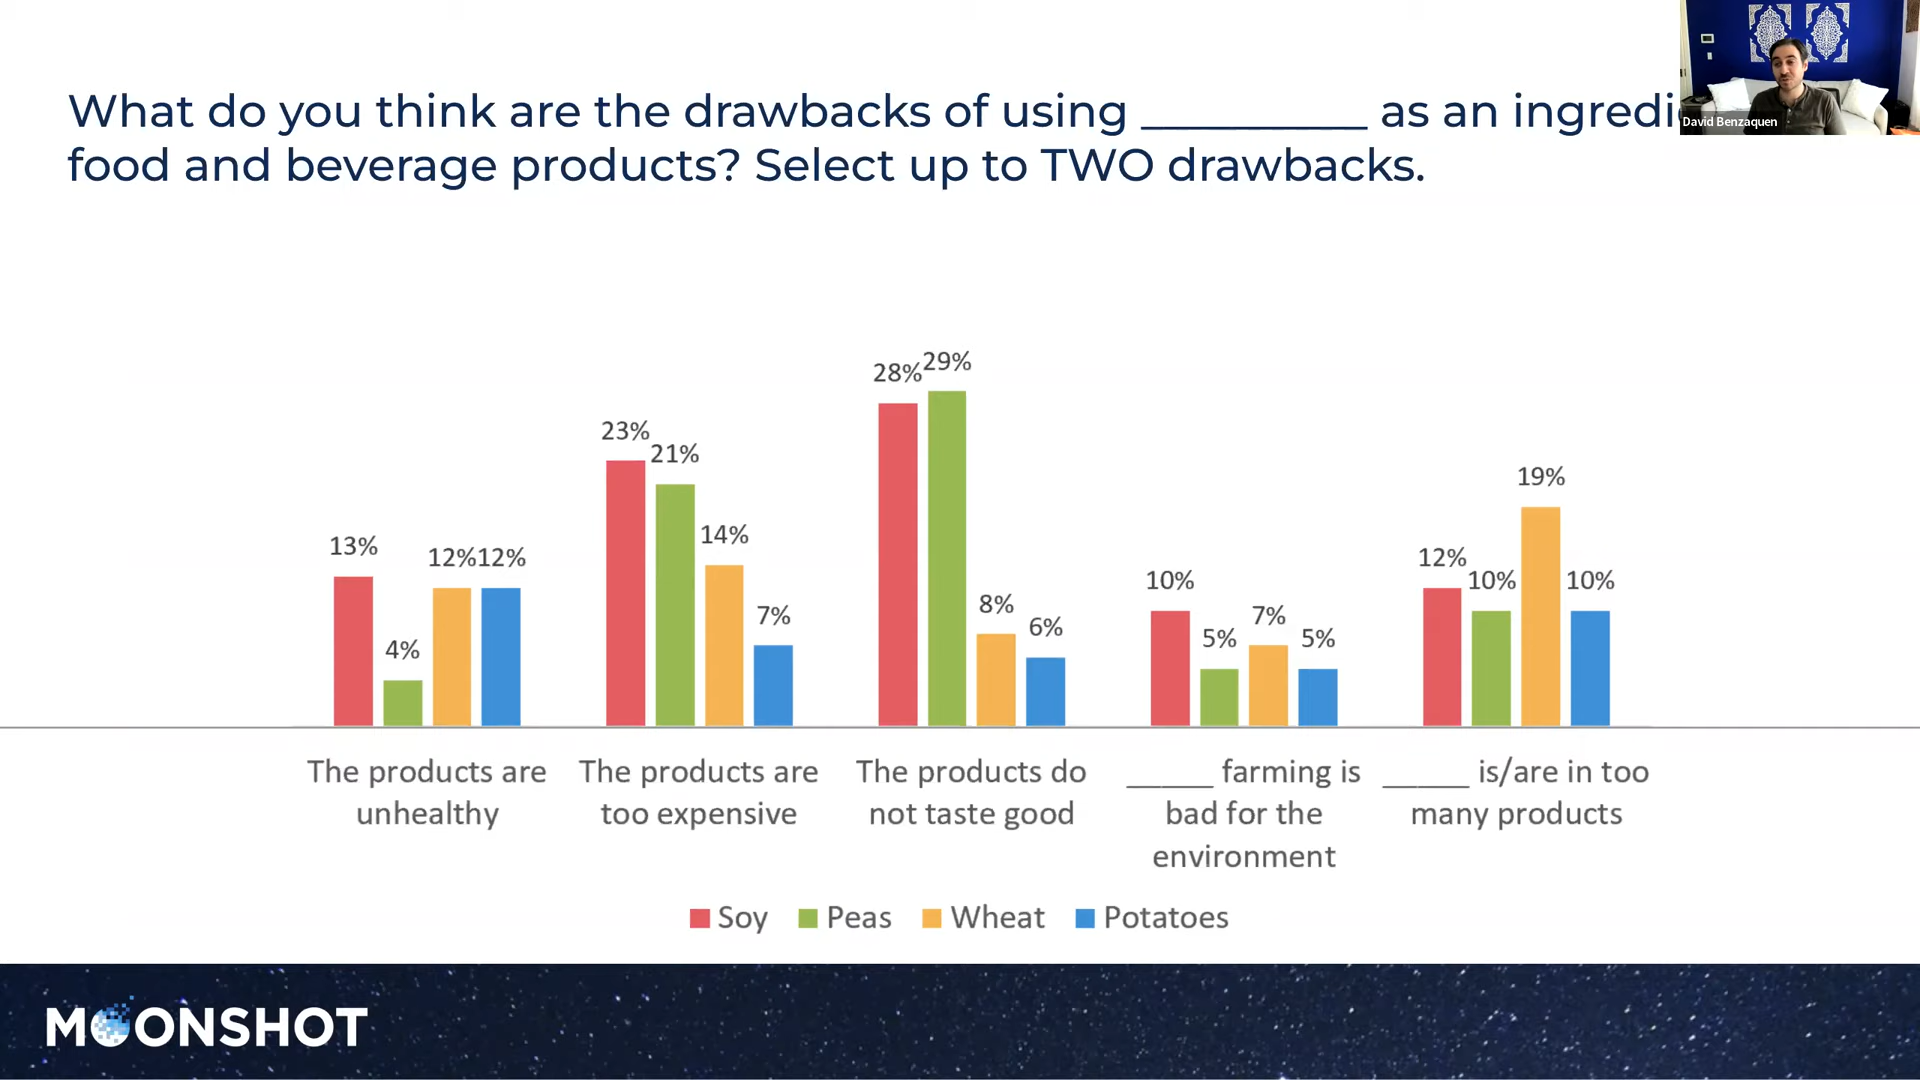 What do you think are the drawbacks of using __________ as an ingredi
food and beverage products? Select up to TWO drawbacks.
David Benzaquen
13%
4%
12%
12%
23%
21%
14%
7%
28%
29%
8%
6%
10%
5%
7%
5%
12%
10%
19%
10%
The products are
unhealthy
The products are
too expensive
The products do
not taste good
_____ farming is
bad for the
environment
_____ is/are in too
many products
Soy Peas Wheat Potatoes
MOONSHOT